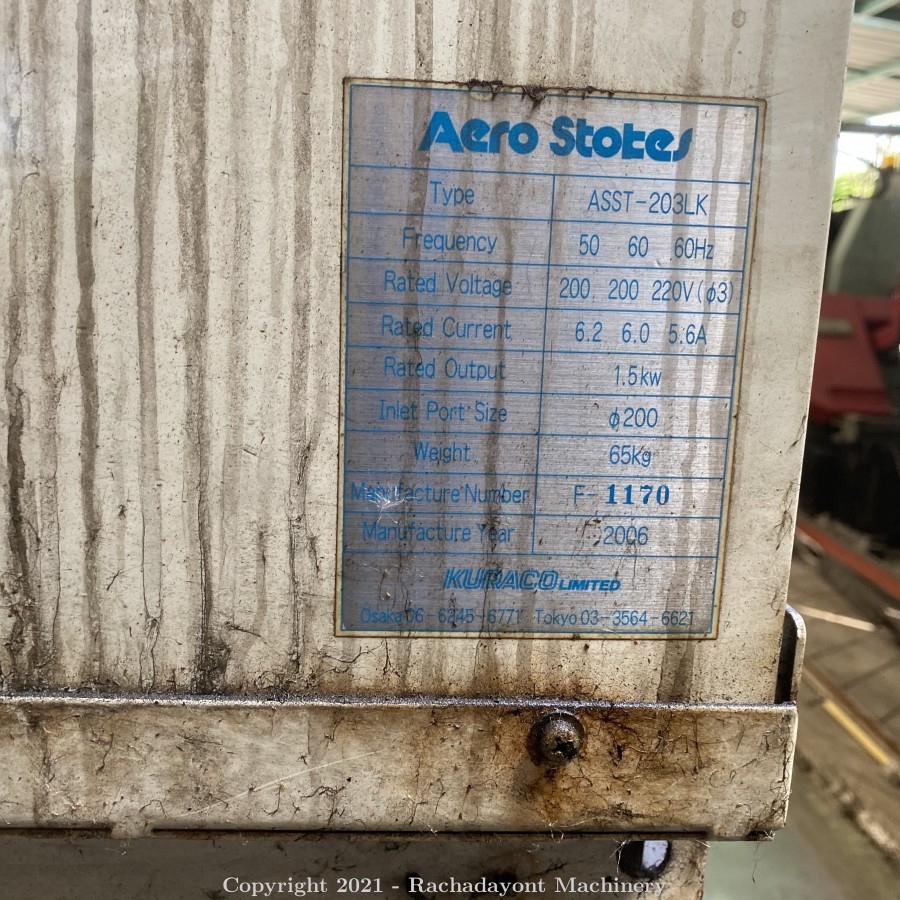 Aero Stokes
Type ASST-203LK
Frequency 50 60 60Hz
Rated Voltage 200 200 220V(φ3)
Rated Current 6.2 6.0 5.6A
Rated Output 1.5kw
Inlet Port Size φ200
Weight 65kg
Manufacture Number F-1170
Manufacture Year 2006
KURACO LIMITED
Osaka 06-6245-6771 Tokyo 03-3564-6621
Copyright 2021 - Rachadayont Machinery